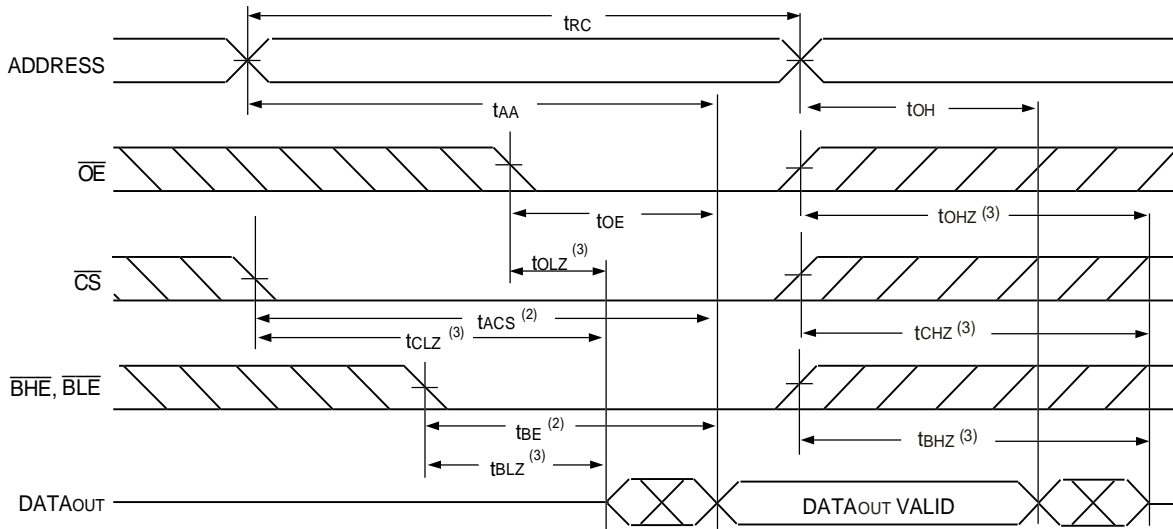 tRC
ADDRESS
tAA
tOH
OE
tOE
tOHZ (3)
tOLZ (3)
CS
tACS (2)
tCLZ (3)
tCHZ (3)
BHE, BLE
tBE (2)
tBHZ (3)
tBLZ (3)
DATAOUT
DATAOUT VALID